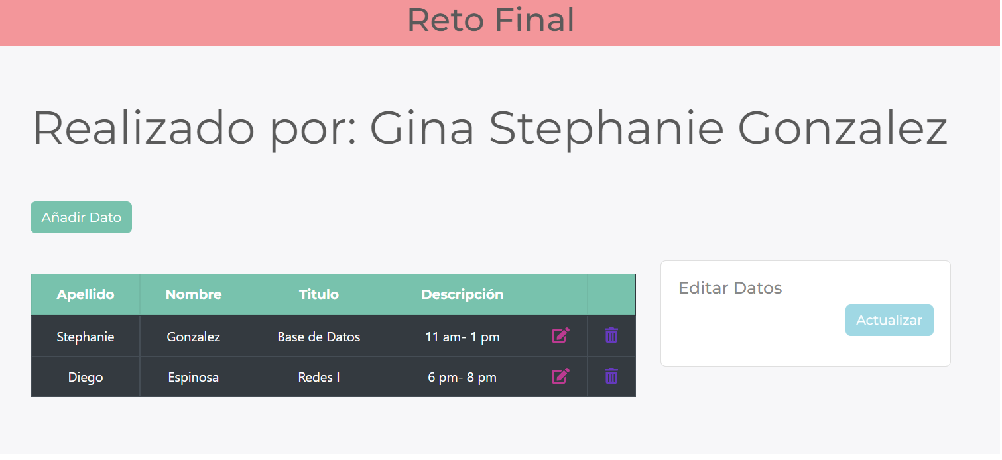 Reto Final
Realizado por: Gina Stephanie Gonzalez
Añadir Dato
Apellido Nombre Titulo Descripción
Stephanie Gonzalez Base de Datos 11 am- 1 pm
Diego Espinosa Redes I 6 pm- 8 pm
Editar Datos
Actualizar